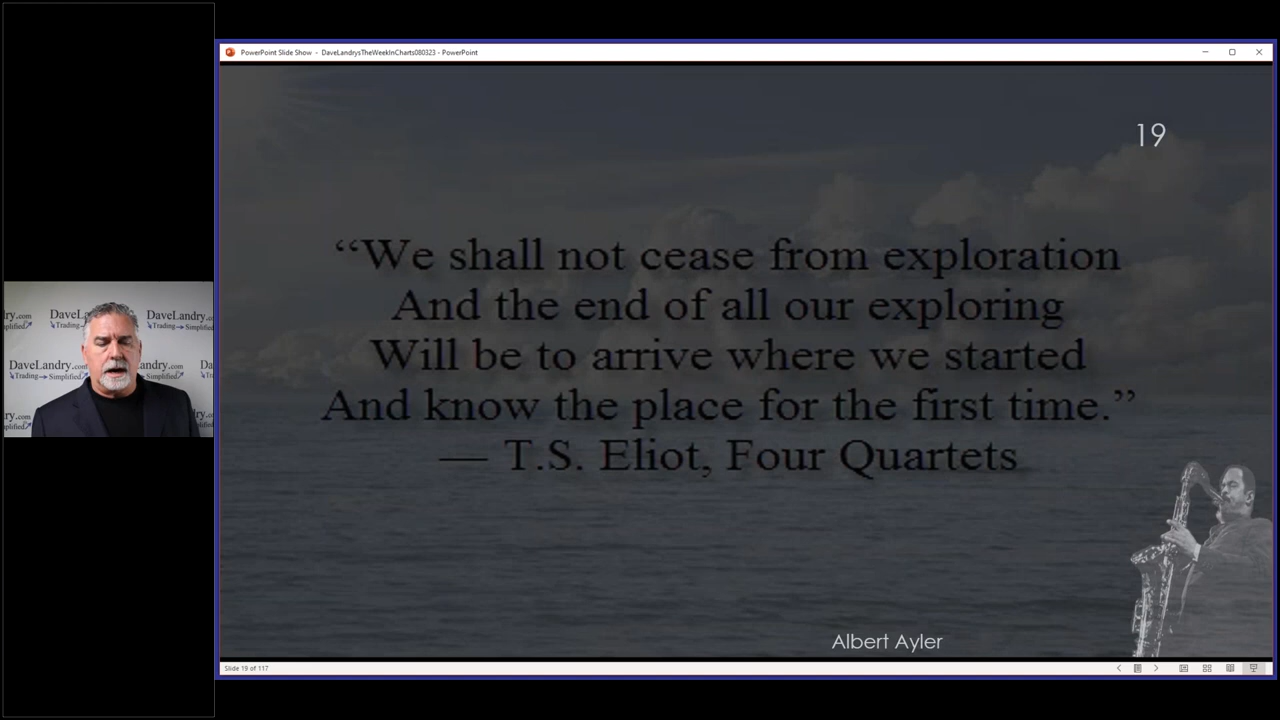 PowerPoint Slide Show - DaveLandrysTheWeekInCharts080323 - PowerPoint
19
“We shall not cease from exploration
And the end of all our exploring
Will be to arrive where we started
And know the place for the first time.”
— T.S. Eliot, Four Quartets
Albert Ayler
Slide 19 of 117
DaveLandry.com
Trading Simplified